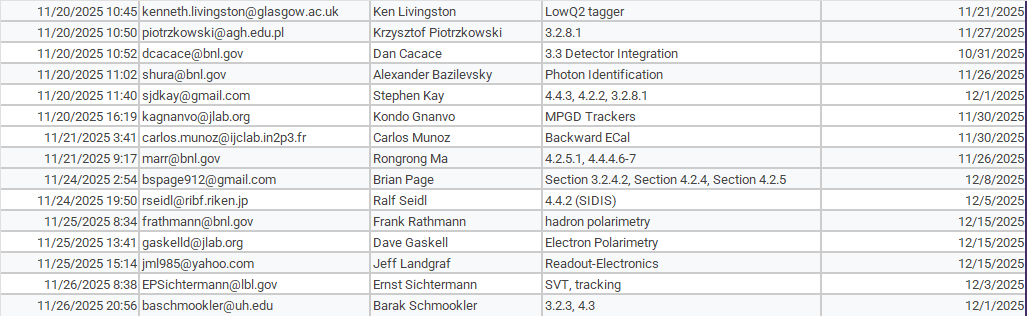 11/20/2025 10:45 kenneth.livingston@glasgow.ac.uk Ken Livingston LowQ2 tagger 11/21/2025
11/20/2025 10:50 piotrzkowski@agh.edu.pl Krzysztof Piotrzkowski 3.2.8.1 11/27/2025
11/20/2025 10:52 dcacace@bnl.gov Dan Cacace 3.3 Detector Integration 10/31/2025
11/20/2025 11:02 shura@bnl.gov Alexander Bazilevsky Photon Identification 11/26/2025
11/20/2025 11:40 sjdkay@gmail.com Stephen Kay 4.4.3, 4.2.2, 3.2.8.1 12/1/2025
11/20/2025 16:19 kagnanvo@jlab.org Kondo Gnanvo MPGD Trackers 11/30/2025
11/21/2025 3:41 carlos.munoz@ijclab.in2p3.fr Carlos Munoz Backward ECal 11/30/2025
11/21/2025 9:17 marr@bnl.gov Rongrong Ma 4.2.5.1, 4.4.4.6-7 11/26/2025
11/24/2025 2:54 bspage912@gmail.com Brian Page Section 3.2.4.2, Section 4.2.4, Section 4.2.5 12/8/2025
11/24/2025 19:50 rseidl@ribf.riken.jp Ralf Seidl 4.4.2 (SIDIS) 12/5/2025
11/25/2025 8:34 frathmann@bnl.gov Frank Rathmann hadron polarimetry 12/15/2025
11/25/2025 13:41 gaskelld@jlab.org Dave Gaskell Electron Polarimetry 12/15/2025
11/25/2025 15:14 jml985@yahoo.com Jeff Landgraf Readout-Electronics 12/15/2025
11/26/2025 8:38 EPSichtermann@lbl.gov Ernst Sichtermann SVT, tracking 12/3/2025
11/26/2025 20:56 baschmookler@uh.edu Barak Schmookler 3.2.3, 4.3 12/1/2025